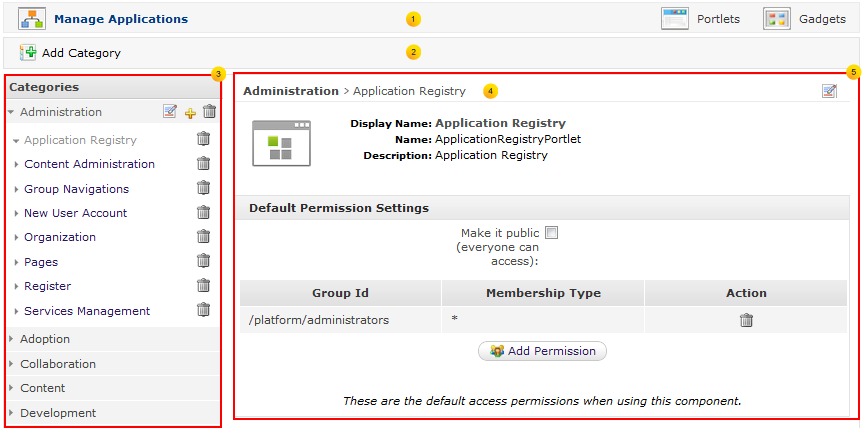 Manage Applications 1 Portlets Gadgets
Add Category 2
3
5
Categories
Administration
Application Registry
Content Administration
Group Navigations
New User Account
Organization
Pages
Register
Services Management
Adoption
Collaboration
Content
Development
Administration > Application Registry 4
Display Name: Application Registry
Name: ApplicationRegistryPortlet
Description: Application Registry
Default Permission Settings
Make it public
(everyone can
access):
Group Id Membership Type Action
/platform/administrators *
Add Permission
These are the default access permissions when using this component.